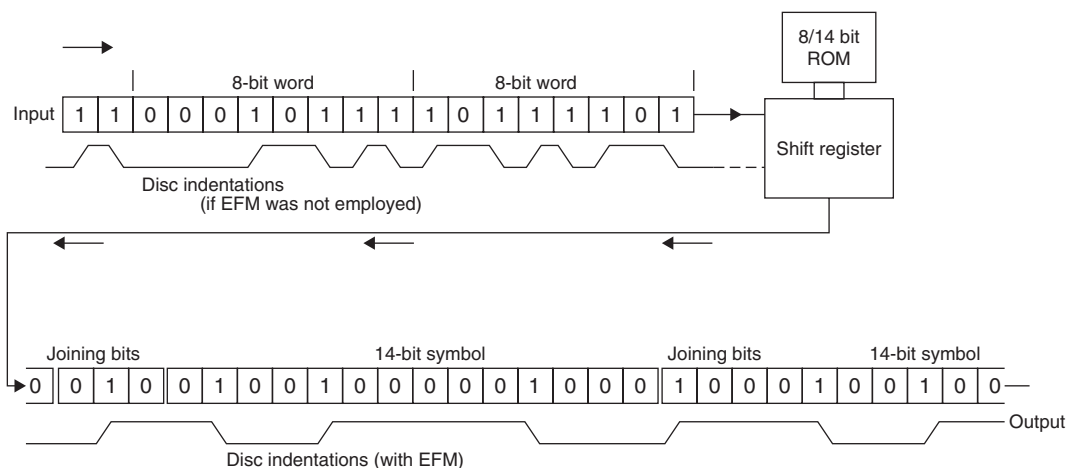 8/14 bit
ROM
8-bit word 8-bit word
Input 1 1 0 0 0 1 0 1 1 1 1 0 1 1 1 1 0 1
Shift register
Disc indentations
(if EFM was not employed)
Joining bits 14-bit symbol Joining bits 14-bit symbol
0 0 1 0 0 1 0 0 1 0 0 0 0 0 1 0 0 0 1 0 0 0 1 0 0 1 0 0
Output
Disc indentations (with EFM)